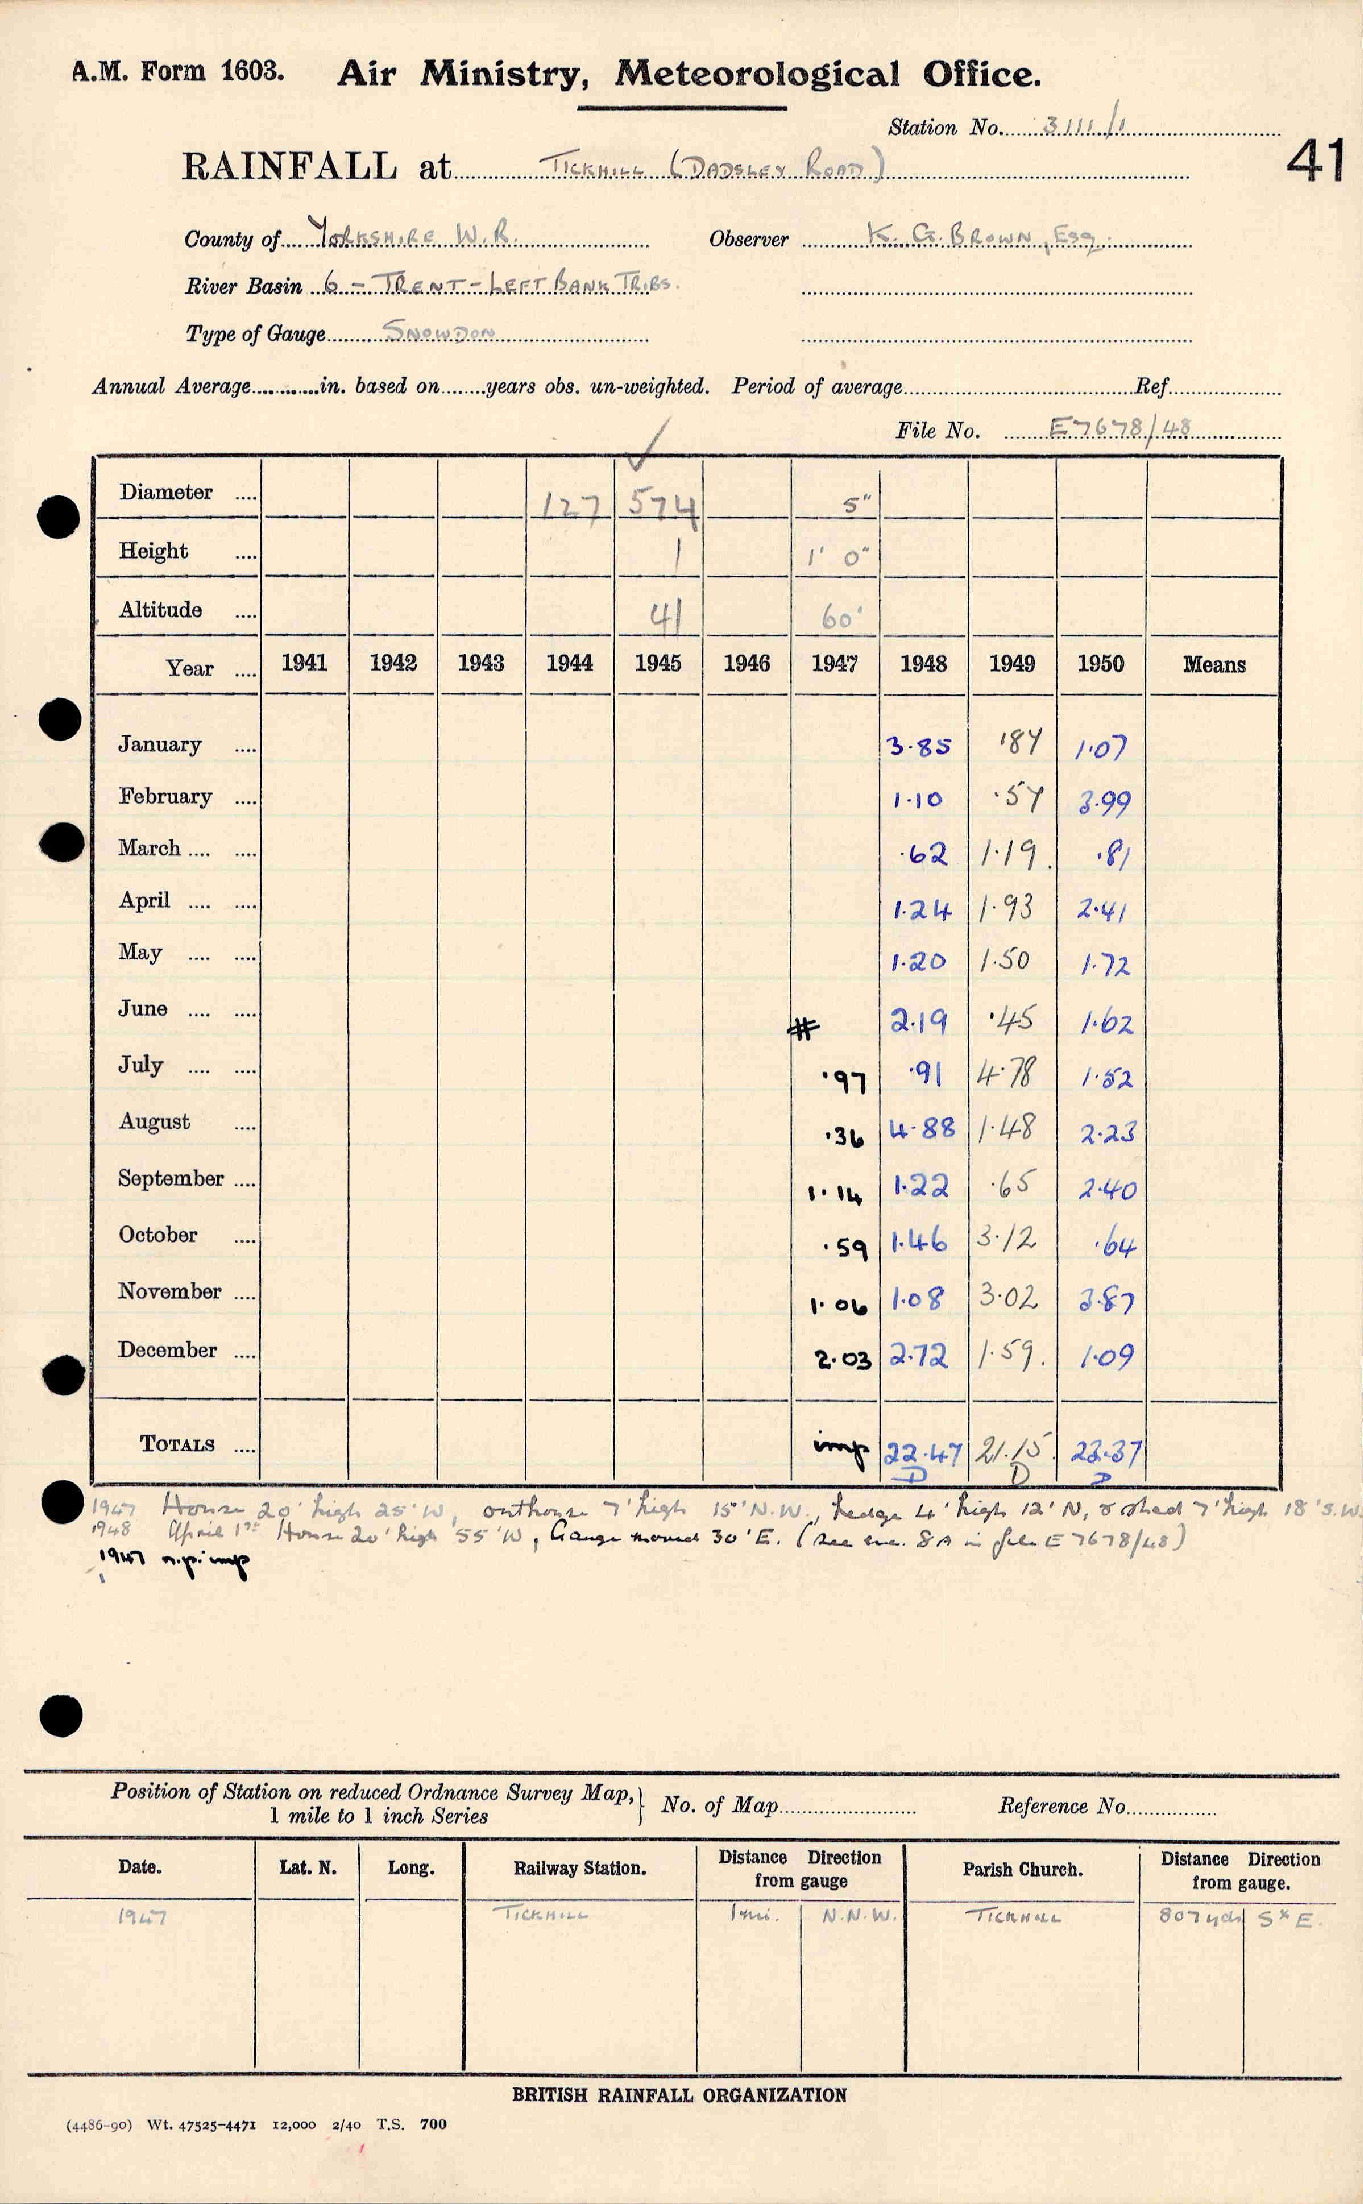 A.M. Form 1603. Air Ministry, Meteorological Office.
Station No. 3111/1
41
RAINFALL at TICKHILL (DADSLEY ROAD)
County of YORKSHIRE W.R. Observer K. G. BROWN, ESQ.
River Basin 6 - TRENT - LEFT BANK TRIBS.
Type of Gauge SNOWDON
Annual Average in. based on years obs. un-weighted. Period of average Ref.
File No. E7678/48
Diameter 127 574 5"
Height 1 1' 0"
Altitude 41 60'
Year 1941 1942 1943 1944 1945 1946 1947 1948 1949 1950 Means
January 3.85 .87 1.07
February 1.10 .57 3.99
March .62 1.19 .81
April 1.24 1.93 2.41
May 1.20 1.50 1.72
June # 2.19 .45 1.62
July .97 .91 4.78 1.52
August .36 4.88 1.48 2.23
September 1.14 1.22 .65 2.40
October .59 1.46 3.12 .64
November 1.06 1.08 3.02 3.87
December 2.03 2.72 1.59 1.09
TOTALS imp 22.47 21.15 23.37
D D D
1947 House 20' high 25' W, outhouse 7' high 15' N.W., hedge 4' high 12' N, & shed 7' high 18' S.W.
1948 April 1st House 20' high 55' W, Gauge moved 30' E. (see enc. 8A in file E7678/48)
1947 n.p. imp
Position of Station on reduced Ordnance Survey Map, 1 mile to 1 inch Series } No. of Map Reference No.
Date. Lat. N. Long. Railway Station. Distance Direction from gauge Parish Church. Distance Direction from gauge.
1947 TICKHILL 1 mi. N.N.W. TICKHILL 807 yds S x E.
BRITISH RAINFALL ORGANIZATION
(4486-90) Wt. 47525-4471 12,000 2/40 T.S. 700